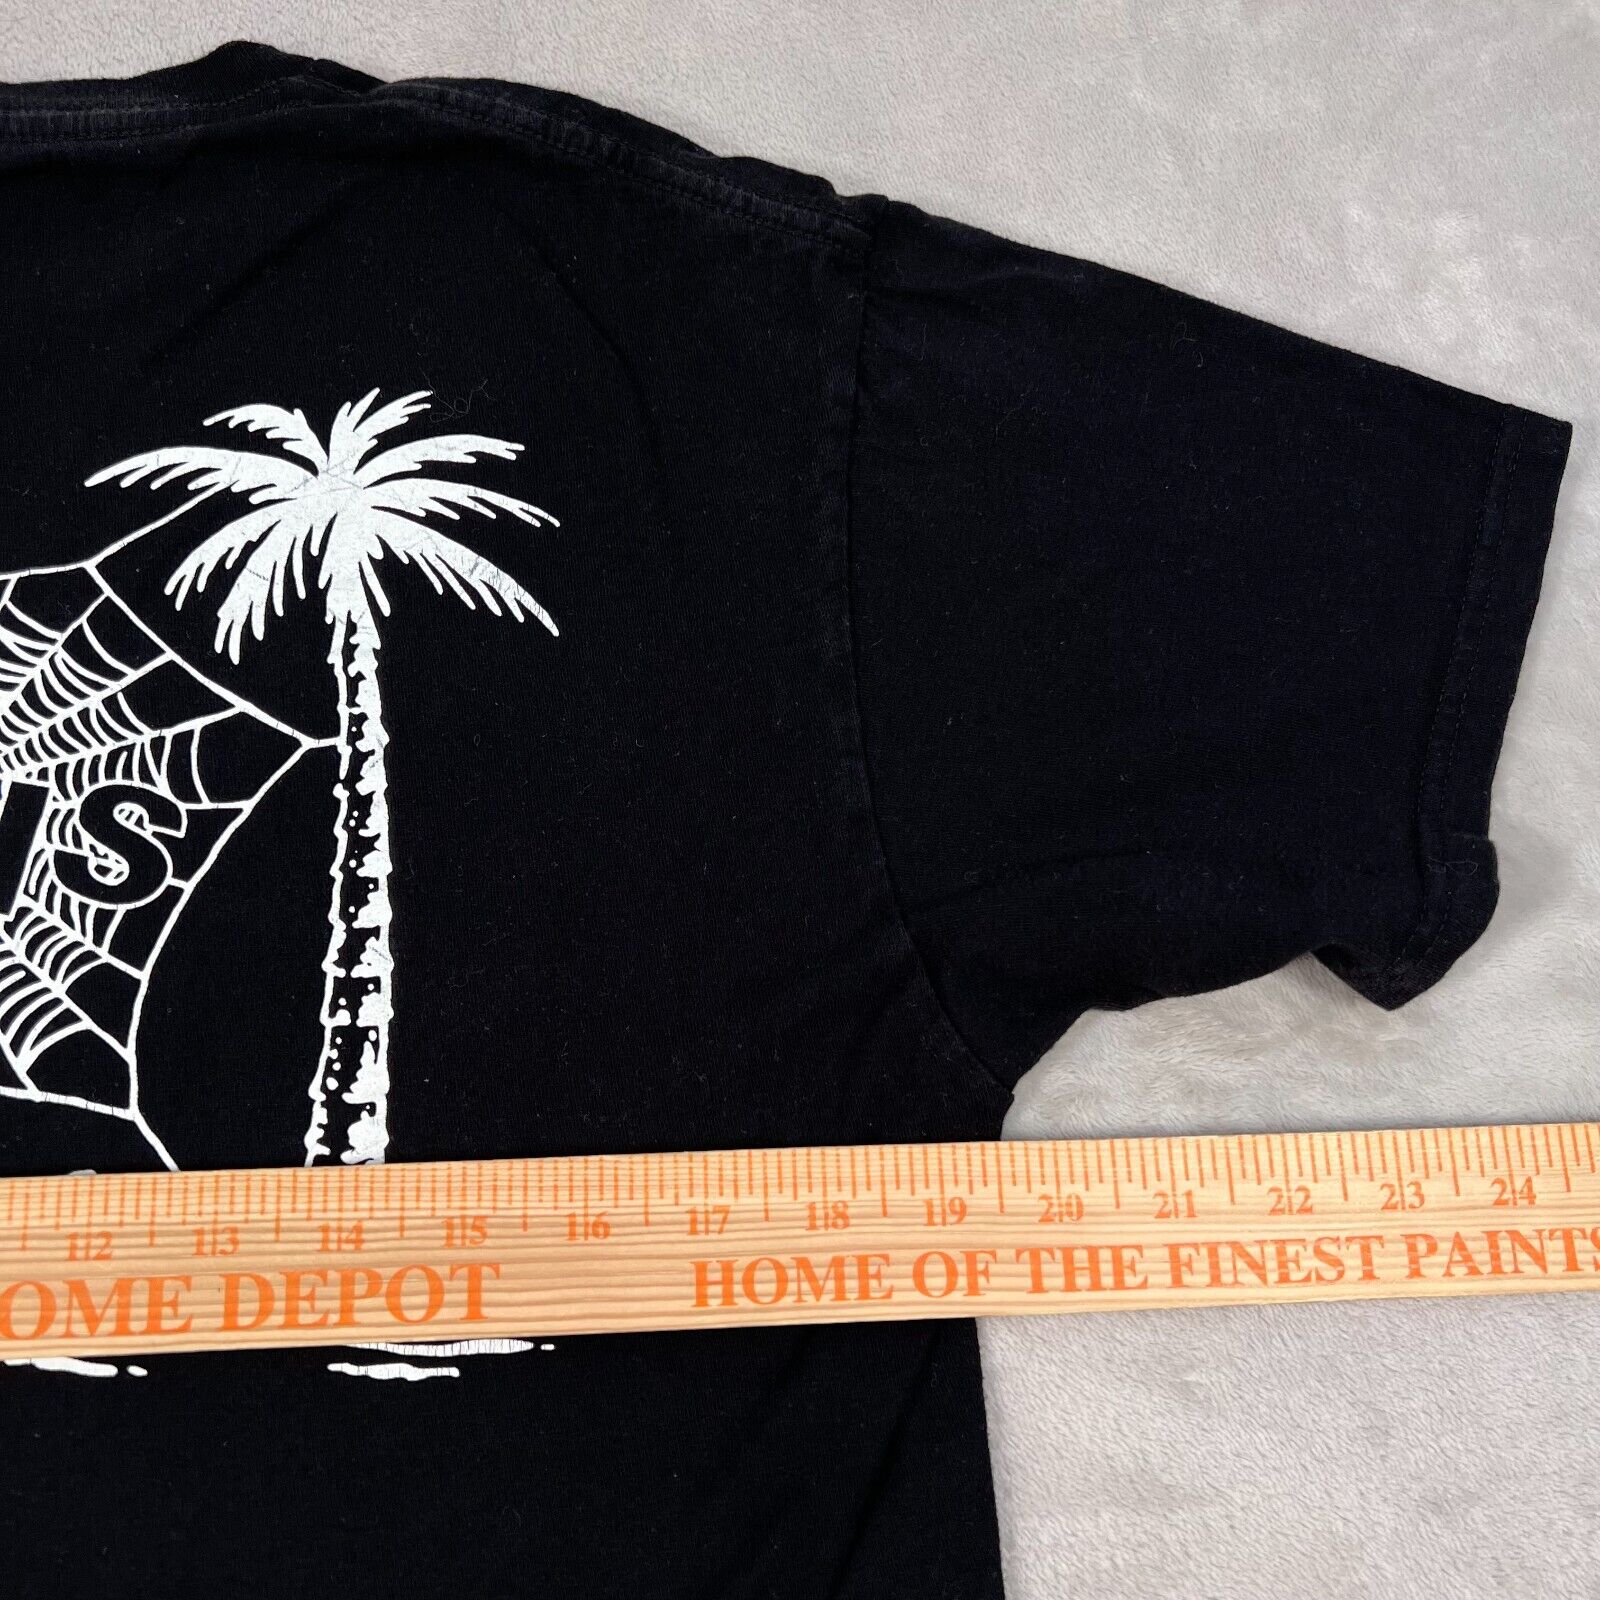 S
12 13 14 15 16 17 18 19 20 21 22 23 24
OME DEPOT HOME OF THE FINEST PAINTS